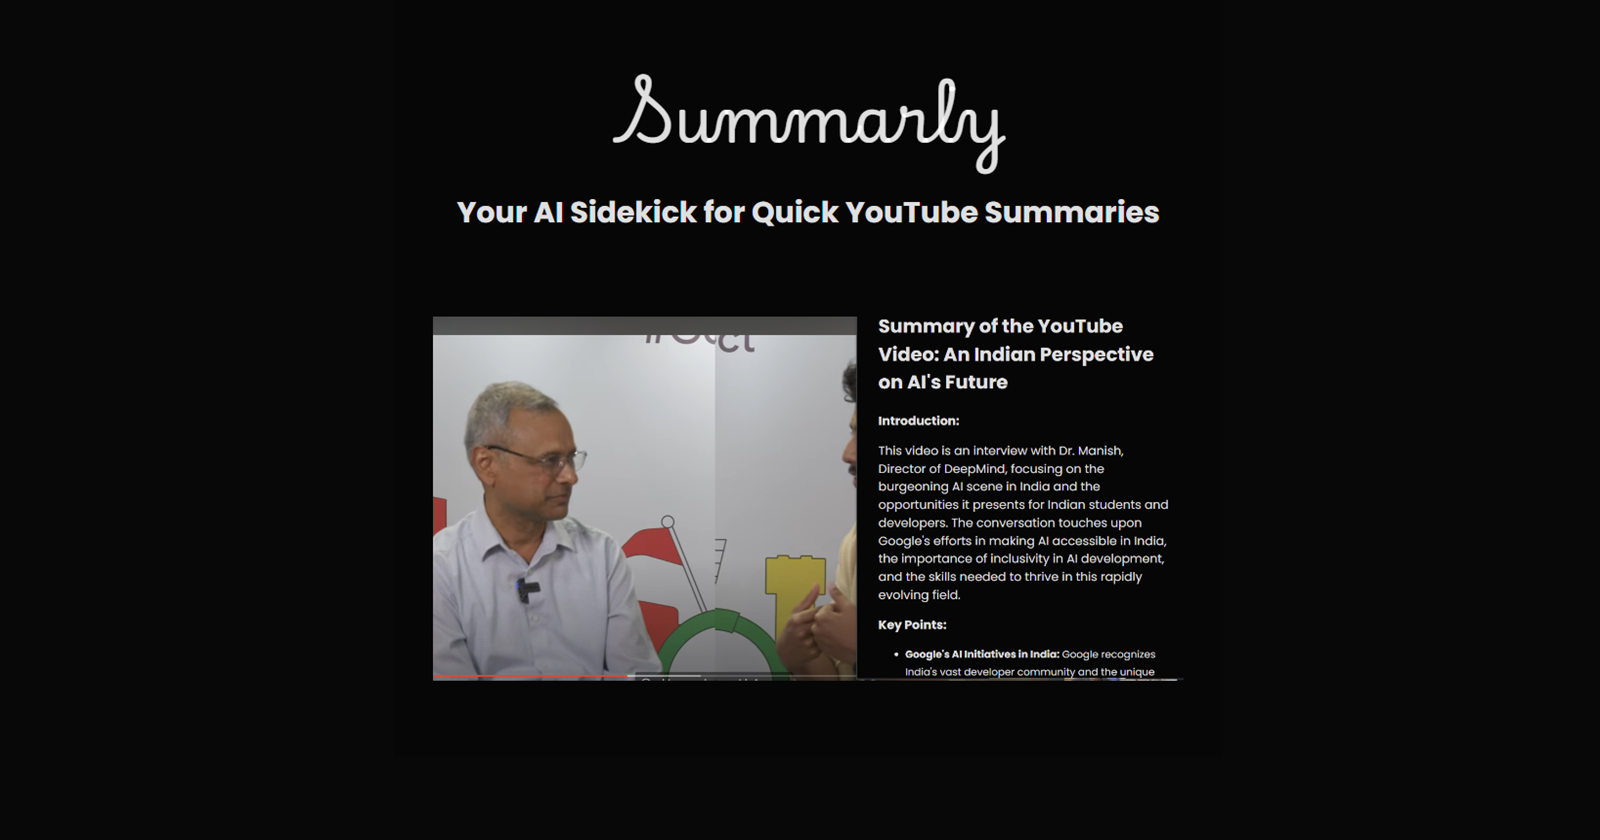 Summarly
Your AI Sidekick for Quick YouTube Summaries
Summary of the YouTube
Video: An Indian Perspective
on AI's Future
Introduction:
This video is an interview with Dr. Manish,
Director of DeepMind, focusing on the
burgeoning AI scene in India and the
opportunities it presents for Indian students and
developers. The conversation touches upon
Google's efforts in making AI accessible in India,
the importance of inclusivity in AI development,
and the skills needed to thrive in this rapidly
evolving field.
Key Points:
• Google's AI Initiatives in India: Google recognizes
India's vast developer community and the unique